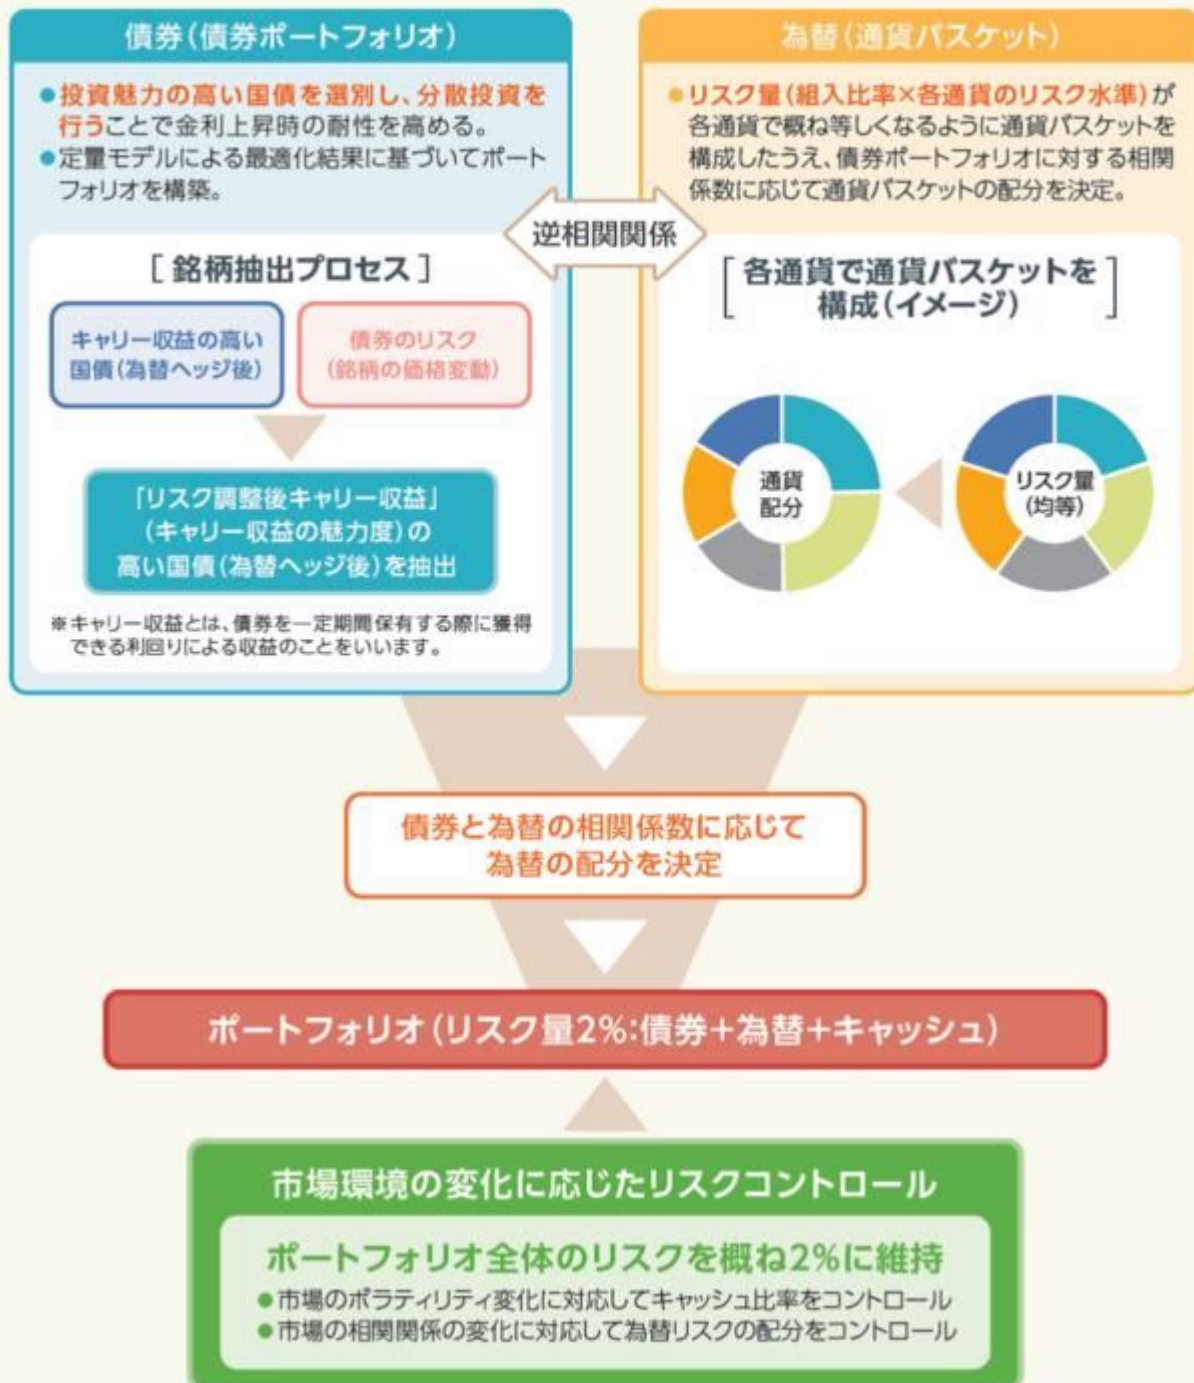 債券(債券ポートフォリオ)
●投資魅力の高い国債を選別し、分散投資を
行うことで金利上昇時の耐性を高める。
●定量モデルによる最適化結果に基づいてポート
フォリオを構築。
[銘柄抽出プロセス]
キャリー収益の高い
国債(為替ヘッジ後)
債券のリスク
(銘柄の価格変動)
「リスク調整後キャリー収益」
(キャリー収益の魅力度)の
高い国債(為替ヘッジ後)を抽出
※キャリー収益とは、債券を一定期間保有する際に獲得
できる利回りによる収益のことをいいます。
逆相関関係
為替(通貨バスケット)
●リスク量(組入比率×各通貨のリスク水準)が
各通貨で概ね等しくなるように通貨バスケットを
構成したうえ、債券ポートフォリオに対する相関
係数に応じて通貨バスケットの配分を決定。
[各通貨で通貨バスケットを
構成(イメージ)]
通貨
配分
リスク量
(均等)
債券と為替の相関係数に応じて
為替の配分を決定
ポートフォリオ(リスク量2%:債券+為替+キャッシュ)
市場環境の変化に応じたリスクコントロール
ポートフォリオ全体のリスクを概ね2%に維持
●市場のボラティリティ変化に対応してキャッシュ比率をコントロール
●市場の相関関係の変化に対応して為替リスクの配分をコントロール